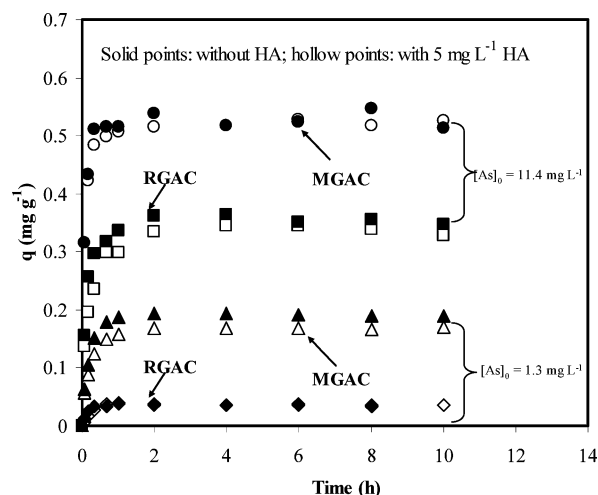 0.7
Solid points: without HA; hollow points: with 5 mg L-1 HA
0.6
0.5
RGAC
MGAC
[As]0 = 11.4 mg L-1
0.4
q (mg g-1)
0.3
0.2
RGAC
MGAC
[As]0 = 1.3 mg L-1
0.1
0
0 2 4 6 8 10 12 14
Time (h)